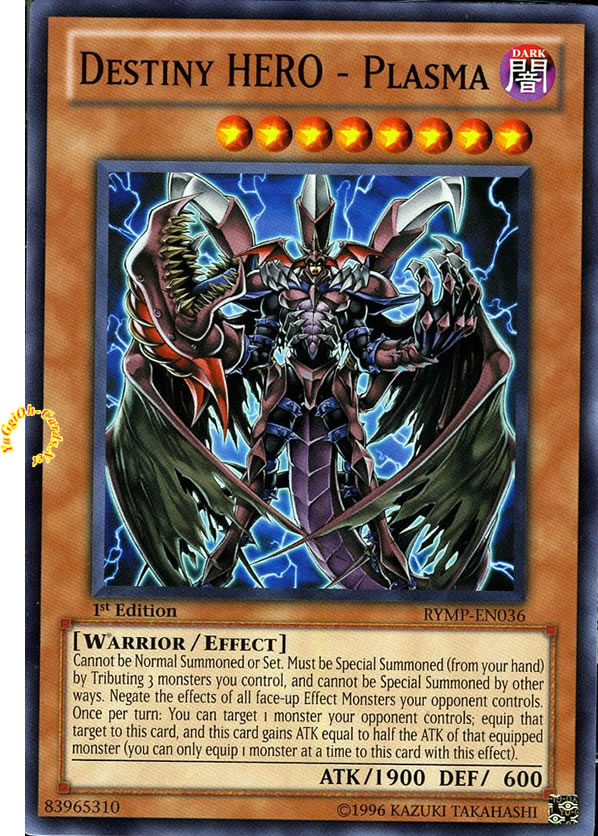 DESTINY HERO - PLASMA
DARK
闇
YuGgiOh-Cards.Net
1st Edition
RYMP-EN036
[WARRIOR / EFFECT]
Cannot be Normal Summoned or Set. Must be Special Summoned (from your hand)
by Tributing 3 monsters you control, and cannot be Special Summoned by other
ways. Negate the effects of all face-up Effect Monsters your opponent controls.
Once per turn: You can target 1 monster your opponent controls; equip that
target to this card, and this card gains ATK equal to half the ATK of that equipped
monster (you can only equip 1 monster at a time to this card with this effect).
ATK/1900 DEF/ 600
83965310
©1996 KAZUKI TAKAHASHI